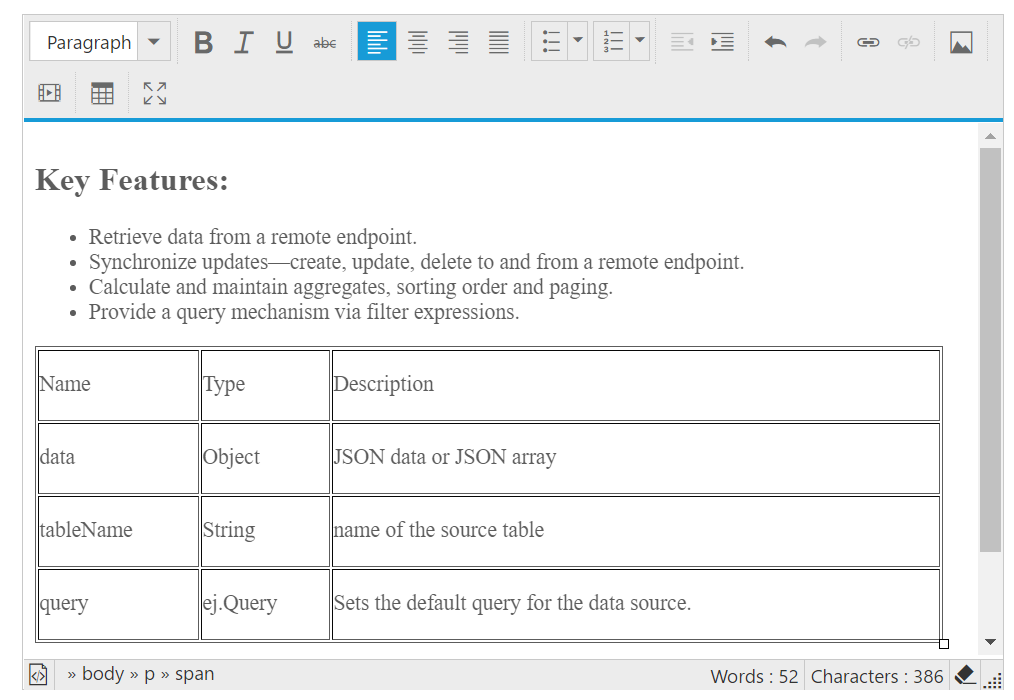 Paragraph B I U abc
Key Features:
• Retrieve data from a remote endpoint.
• Synchronize updates—create, update, delete to and from a remote endpoint.
• Calculate and maintain aggregates, sorting order and paging.
• Provide a query mechanism via filter expressions.
Name Type Description
data Object JSON data or JSON array
tableName String name of the source table
query ej.Query Sets the default query for the data source.
» body » p » span Words : 52 Characters : 386